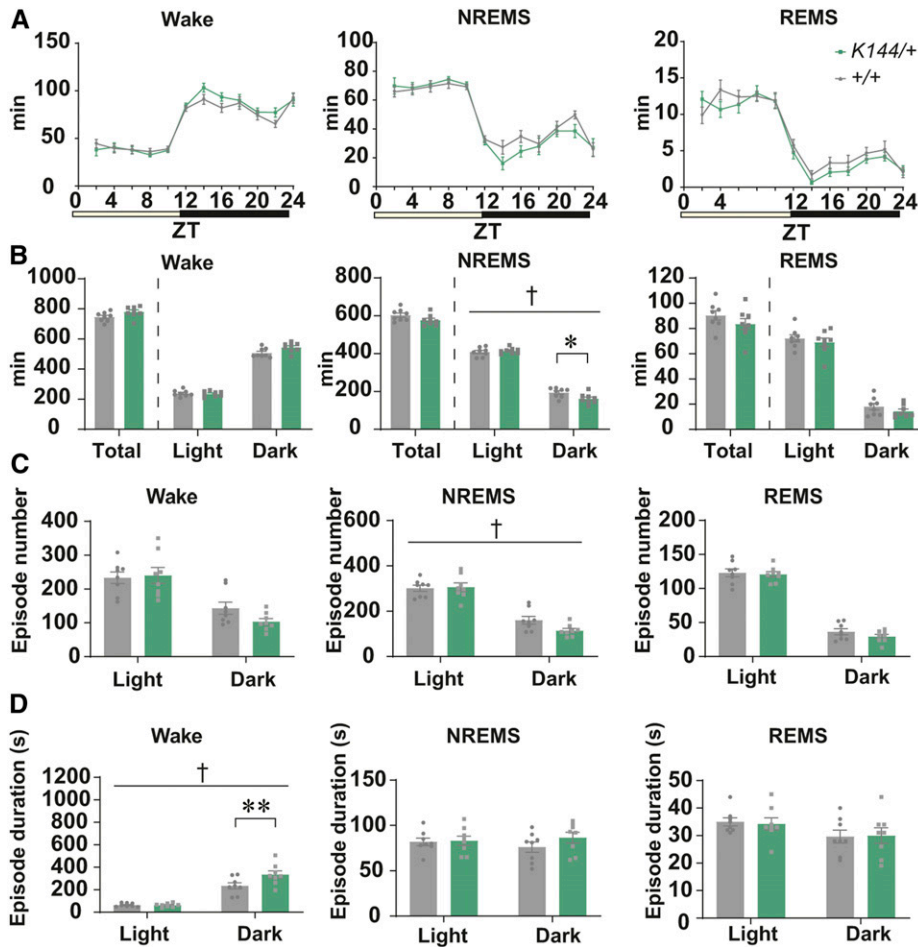 A
Wake
NREMS
REMS
min
150
100
50
0
0 4 8 12 16 20 24
ZT
min
100
80
60
40
20
0
0 4 8 12 16 20 24
ZT
min
20
15
10
5
0
0 4 8 12 16 20 24
ZT
K144/+
+/+
B
Wake
min
1000
800
600
400
200
0
Total Light Dark
NREMS
min
800
600
400
200
0
†
*
Total Light Dark
REMS
min
120
100
80
60
40
20
0
Total Light Dark
C
Wake
Episode number
400
300
200
100
0
Light Dark
NREMS
Episode number
600
400
200
0
†
Light Dark
REMS
Episode number
200
150
100
50
0
Light Dark
D
Wake
Episode duration (s)
1200
1000
800
600
400
200
0
†
**
Light Dark
NREMS
Episode duration (s)
150
100
50
0
Light Dark
REMS
Episode duration (s)
50
40
30
20
10
0
Light Dark